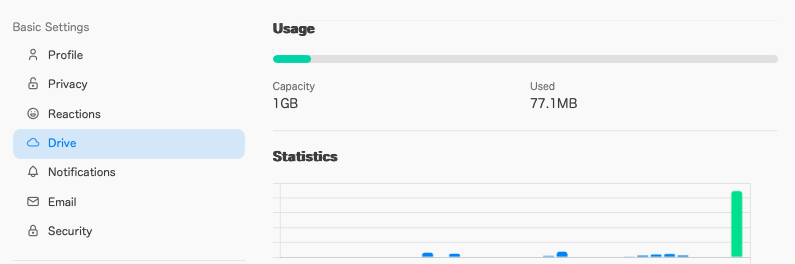 Basic Settings
Profile
Privacy
Reactions
Drive
Notifications
Email
Security
Usage
Capacity
1GB
Used
77.1MB
Statistics